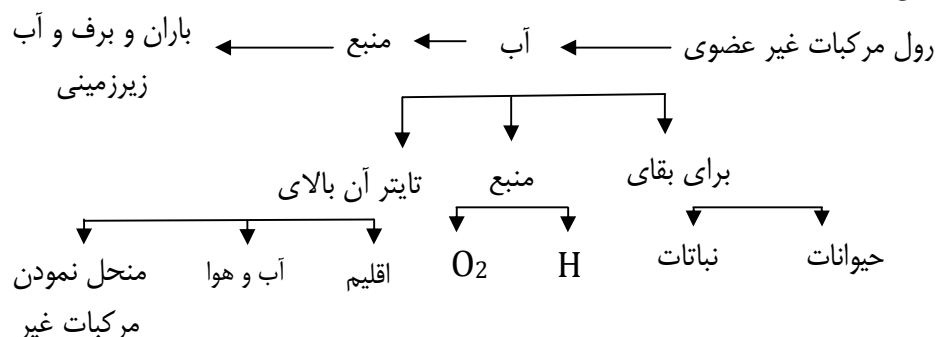 رول مرکبات غیر عضوی
آب
منبع
باران و برف و آب
زیرزمینی
برای بقای
منبع
تایتر آن بالای
حیوانات
نباتات
H
O2
اقلیم
آب و هوا
منحل نمودن
مرکبات غیر